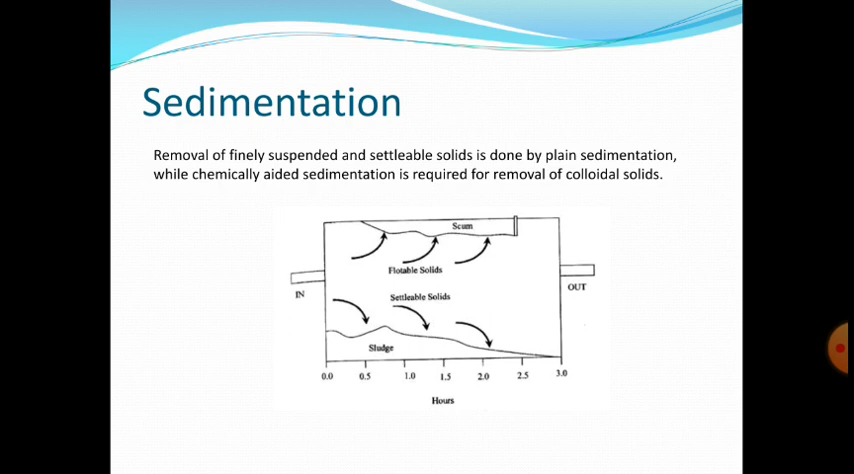 Sedimentation
Removal of finely suspended and settleable solids is done by plain sedimentation,
while chemically aided sedimentation is required for removal of colloidal solids.
Scum
Flotable Solids
IN
OUT
Settleable Solids
Sludge
0.0 0.5 1.0 1.5 2.0 2.5 3.0
Hours